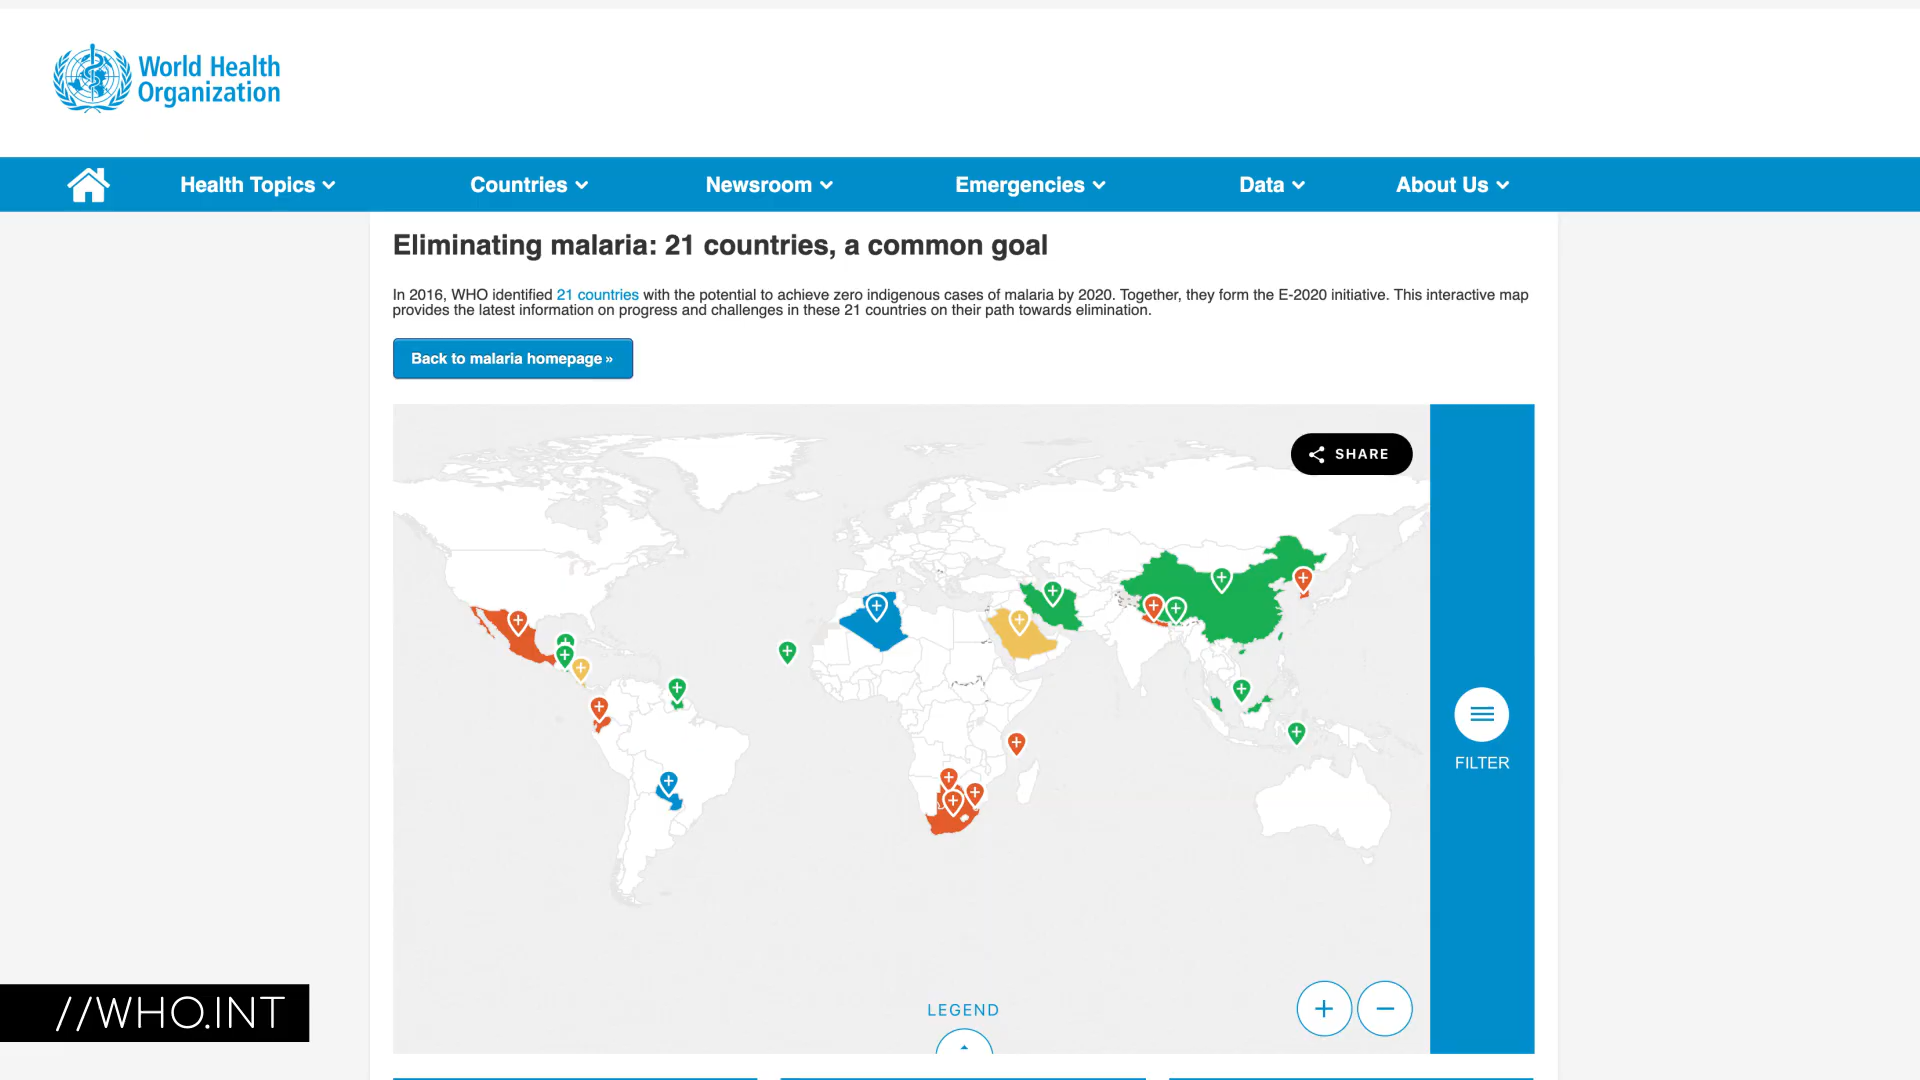 World Health
Organization
Health Topics
Countries
Newsroom
Emergencies
Data
About Us
Eliminating malaria: 21 countries, a common goal
In 2016, WHO identified 21 countries with the potential to achieve zero indigenous cases of malaria by 2020. Together, they form the E-2020 initiative. This interactive map
provides the latest information on progress and challenges in these 21 countries on their path towards elimination.
Back to malaria homepage »
SHARE
FILTER
LEGEND
//WHO.INT